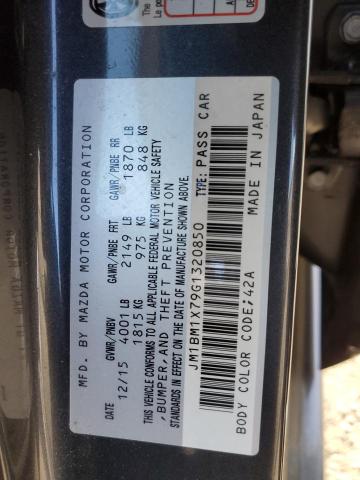 The
Le po
MFD. BY MAZDA MOTOR CORPORATION
DATE GVWR/PNBV GAWR/PNBE FRT GAWR/PNBE RR
12/15 4001 LB 2149 LB 1870 LB
1815 KG 975 KG 848 KG
THIS VEHICLE CONFORMS TO ALL APPLICABLE FEDERAL MOTOR VEHICLE SAFETY
, BUMPER, AND THEFT PREVENTION
STANDARDS IN EFFECT ON THE DATE OF MANUFACTURE SHOWN ABOVE.
JM1BM1X79G1320850 TYPE: PASS CAR
BODY COLOR CODE;42A MADE IN JAPAN